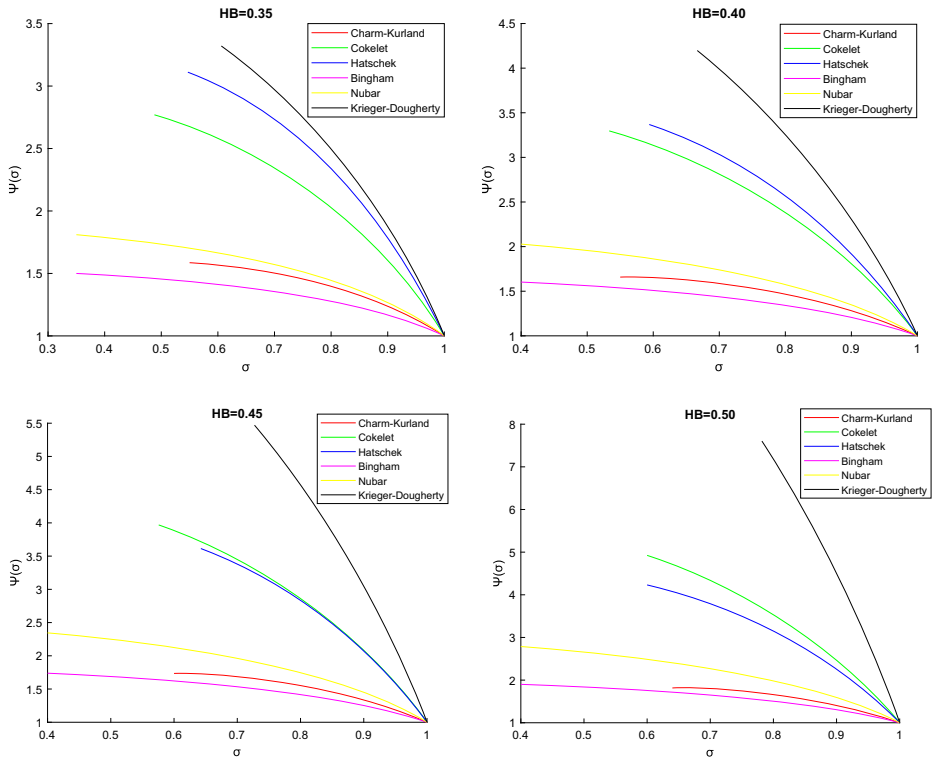 HB=0.35
3.5
3
2.5
2
1.5
1
Ψ(σ)
0.3 0.4 0.5 0.6 0.7 0.8 0.9 1
σ
Charm-Kurland
Cokelet
Hatschek
Bingham
Nubar
Krieger-Dougherty
HB=0.40
4.5
4
3.5
3
2.5
2
1.5
1
Ψ(σ)
0.4 0.5 0.6 0.7 0.8 0.9 1
σ
Charm-Kurland
Cokelet
Hatschek
Bingham
Nubar
Krieger-Dougherty
HB=0.45
5.5
5
4.5
4
3.5
3
2.5
2
1.5
1
Ψ(σ)
0.4 0.5 0.6 0.7 0.8 0.9 1
σ
Charm-Kurland
Cokelet
Hatschek
Bingham
Nubar
Krieger-Dougherty
HB=0.50
8
7
6
5
4
3
2
1
Ψ(σ)
0.4 0.5 0.6 0.7 0.8 0.9 1
σ
Charm-Kurland
Cokelet
Hatschek
Bingham
Nubar
Krieger-Dougherty